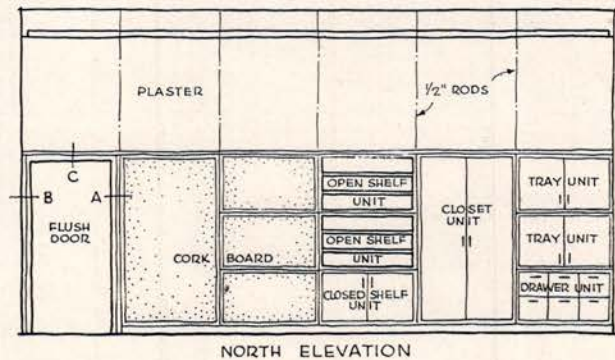 PLASTER
1/2" RODS
C
B
A
FLUSH
DOOR
CORK BOARD
OPEN SHELF
UNIT
OPEN SHELF
UNIT
CLOSED SHELF
UNIT
CLOSET
UNIT
TRAY UNIT
TRAY UNIT
DRAWER UNIT
NORTH ELEVATION